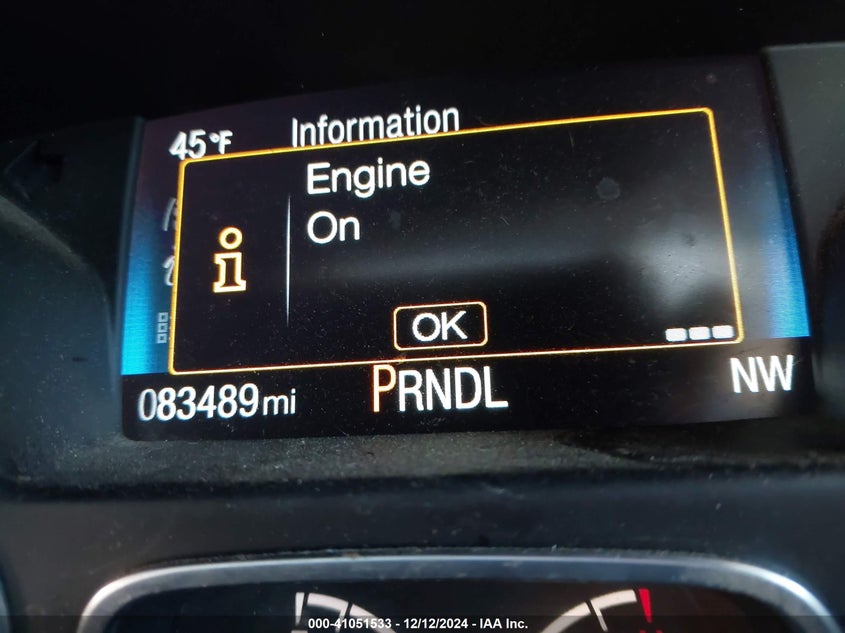 45°F Information
Engine
On
OK
083489mi PRNDL NW
000-41051533 - 12/12/2024 - IAA Inc.